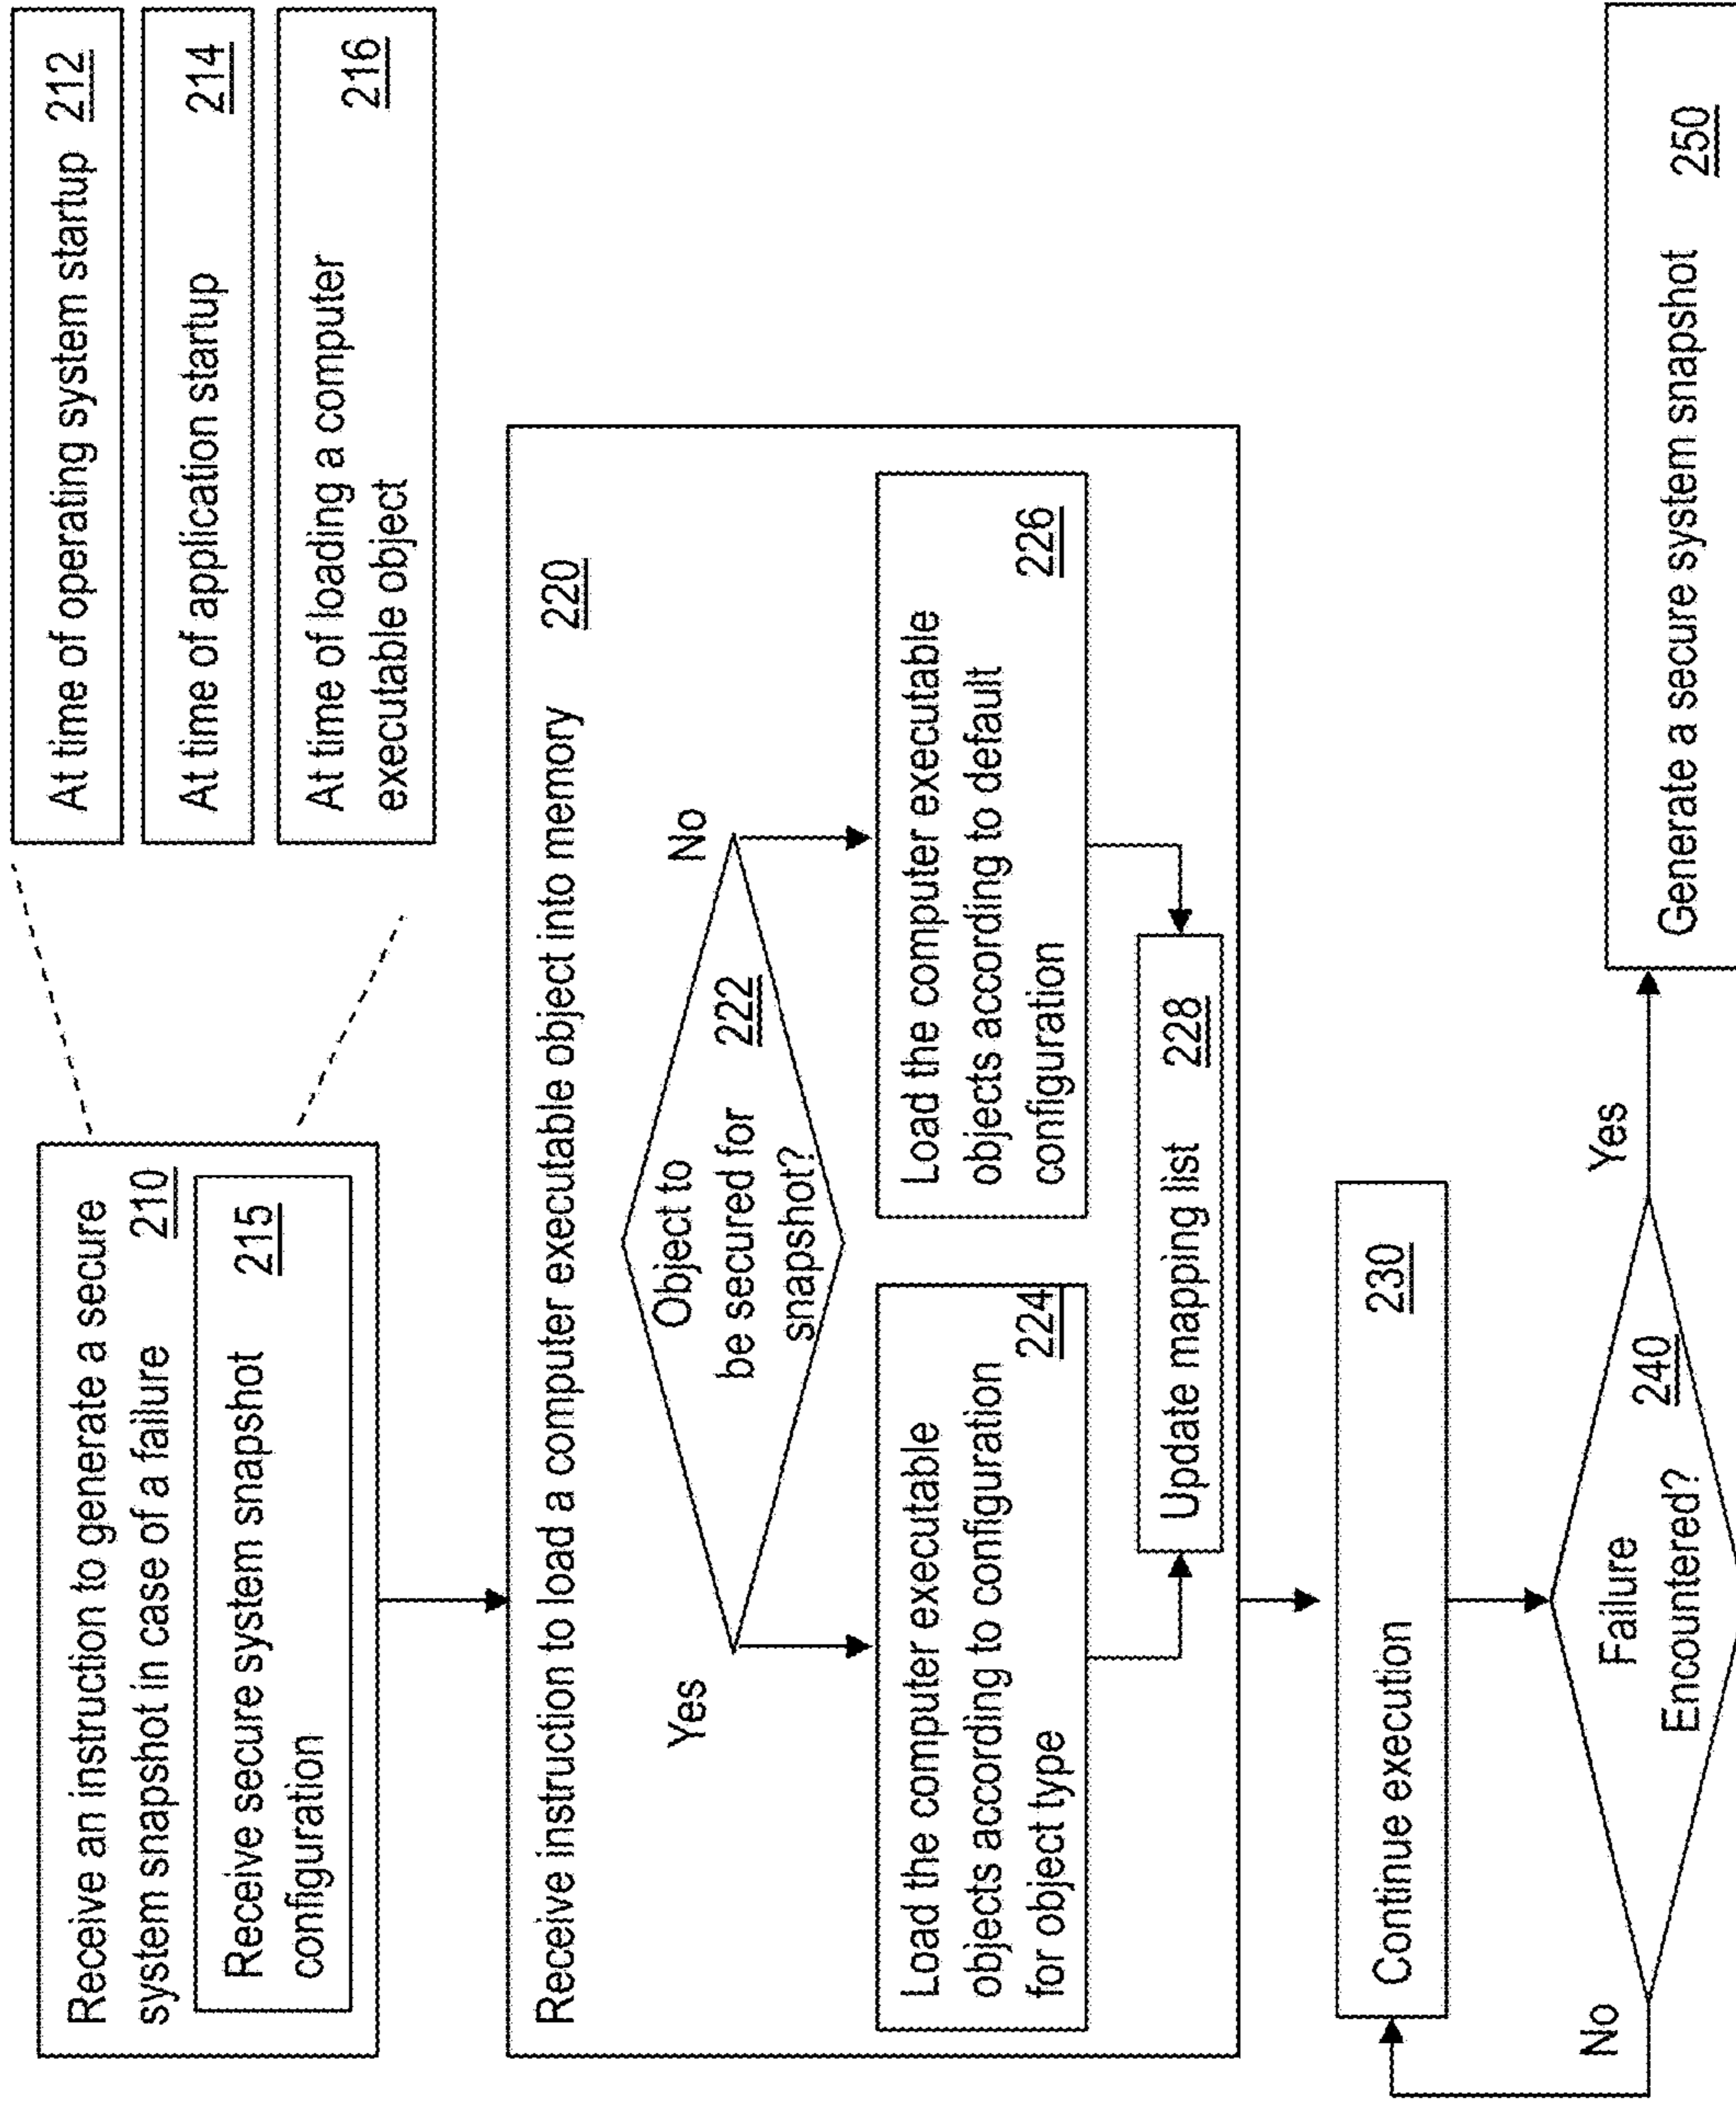 Receive an instruction to generate a secure
system snapshot in case of a failure 210
Receive secure system snapshot 215
configuration
At time of operating system startup 212
At time of application startup 214
At time of loading a computer 216
executable object
Receive instruction to load a computer executable object into memory 220
Object to
be secured for 222
snapshot?
Yes
No
Load the computer executable
objects according to configuration
for object type 224
Load the computer executable
objects according to default
configuration 226
Update mapping list 228
Continue execution 230
Failure 240
Encountered?
No
Yes
Generate a secure system snapshot 250